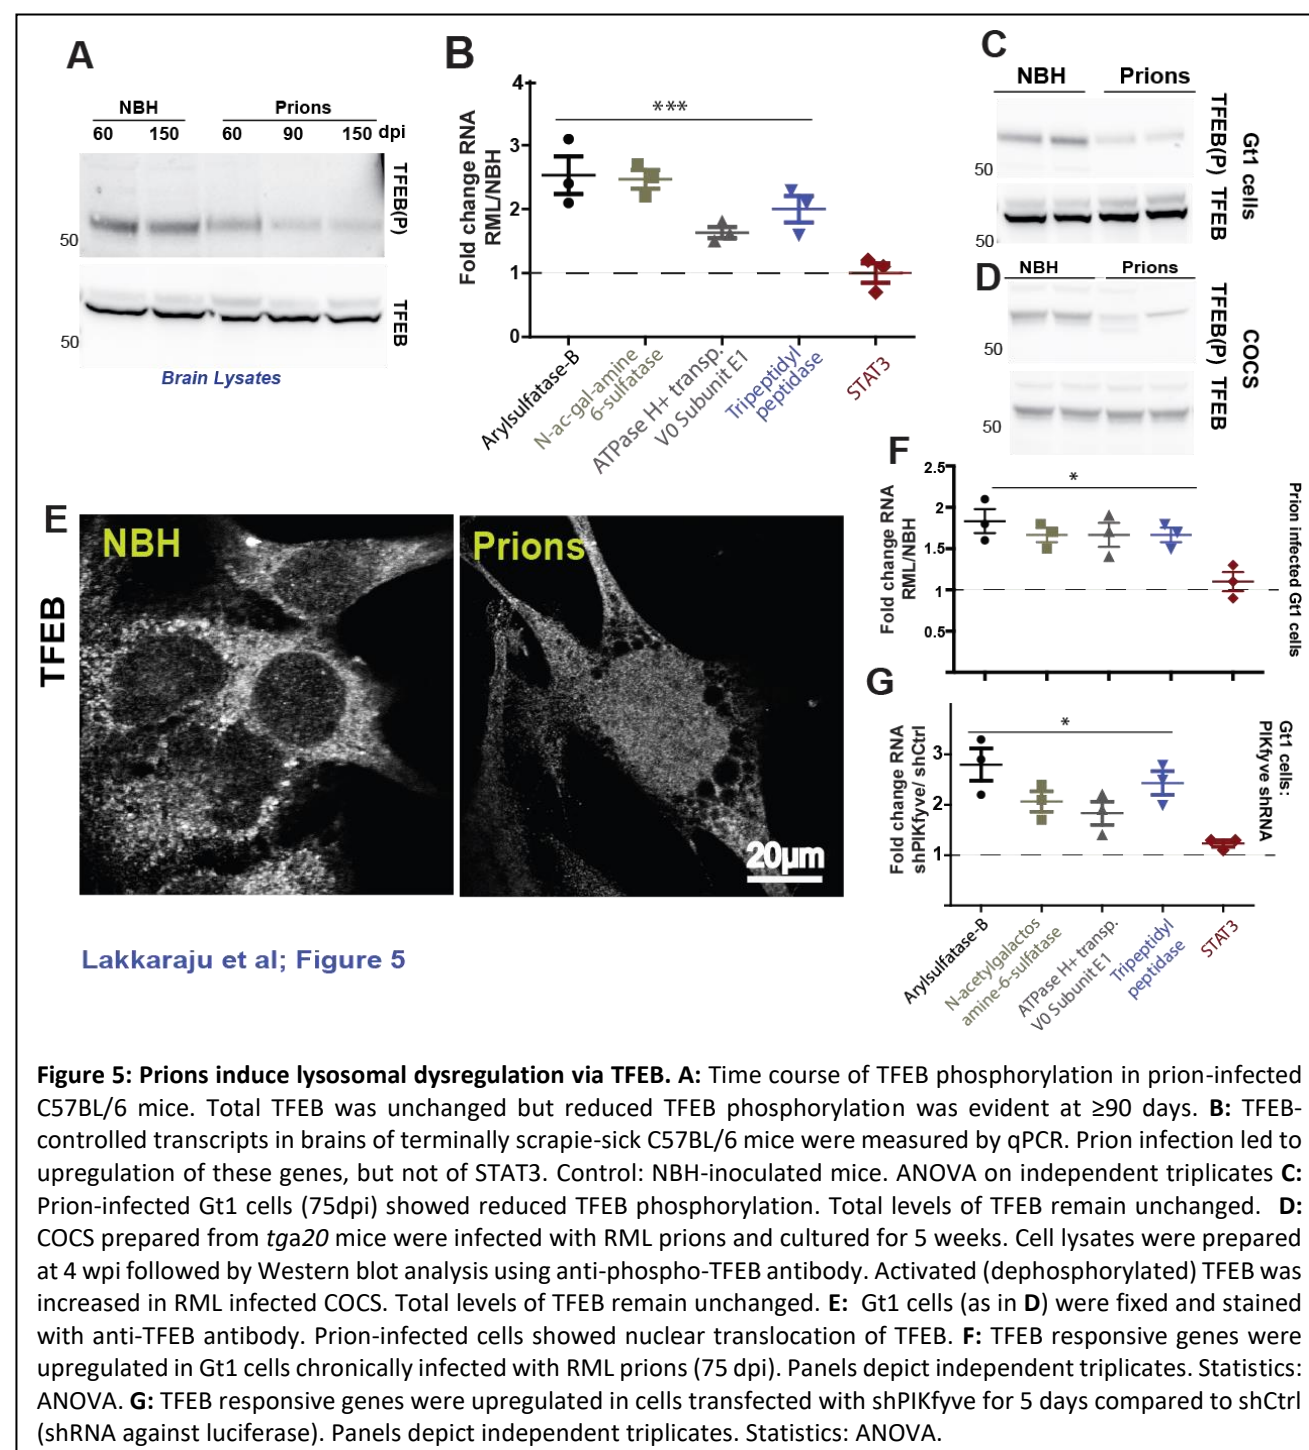 A
NBH
Prions
60
150
60
90
150
dpi
TFEB(P)
50
TFEB
50
Brain Lysates
B
4
3
2
1
0
Fold change RNA
RML/NBH
***
Arylsulfatase-B
N-ac-gal-amine
6-sulfatase
ATPase H+ transp.
V0 Subunit E1
Tripeptidyl
peptidase
STAT3
C
NBH
Prions
TFEB(P)
50
TFEB
50
Gt1 cells
D
NBH
Prions
TFEB(P)
50
TFEB
50
COCS
E
TFEB
NBH
Prions
20µm
F
2.5
2
1.5
1
0.5
Fold change RNA
RML/NBH
*
Prion infected Gt1 cells
G
3
2
1
Fold change RNA
shPIKfyve/ shCtrl
*
Gt1 cells:
PIKfyve shRNA
Arylsulfatase-B
N-acetylgalactos
amine-6-sulfatase
ATPase H+ transp.
V0 Subunit E1
Tripeptidyl
peptidase
STAT3
Lakkaraju et al; Figure 5
Figure 5: Prions induce lysosomal dysregulation via TFEB. A: Time course of TFEB phosphorylation in prion-infected
C57BL/6 mice. Total TFEB was unchanged but reduced TFEB phosphorylation was evident at ≥90 days. B: TFEB-
controlled transcripts in brains of terminally scrapie-sick C57BL/6 mice were measured by qPCR. Prion infection led to
upregulation of these genes, but not of STAT3. Control: NBH-inoculated mice. ANOVA on independent triplicates C:
Prion-infected Gt1 cells (75dpi) showed reduced TFEB phosphorylation. Total levels of TFEB remain unchanged. D:
COCS prepared from tga20 mice were infected with RML prions and cultured for 5 weeks. Cell lysates were prepared
at 4 wpi followed by Western blot analysis using anti-phospho-TFEB antibody. Activated (dephosphorylated) TFEB was
increased in RML infected COCS. Total levels of TFEB remain unchanged. E: Gt1 cells (as in D) were fixed and stained
with anti-TFEB antibody. Prion-infected cells showed nuclear translocation of TFEB. F: TFEB responsive genes were
upregulated in Gt1 cells chronically infected with RML prions (75 dpi). Panels depict independent triplicates. Statistics:
ANOVA. G: TFEB responsive genes were upregulated in cells transfected with shPIKfyve for 5 days compared to shCtrl
(shRNA against luciferase). Panels depict independent triplicates. Statistics: ANOVA.